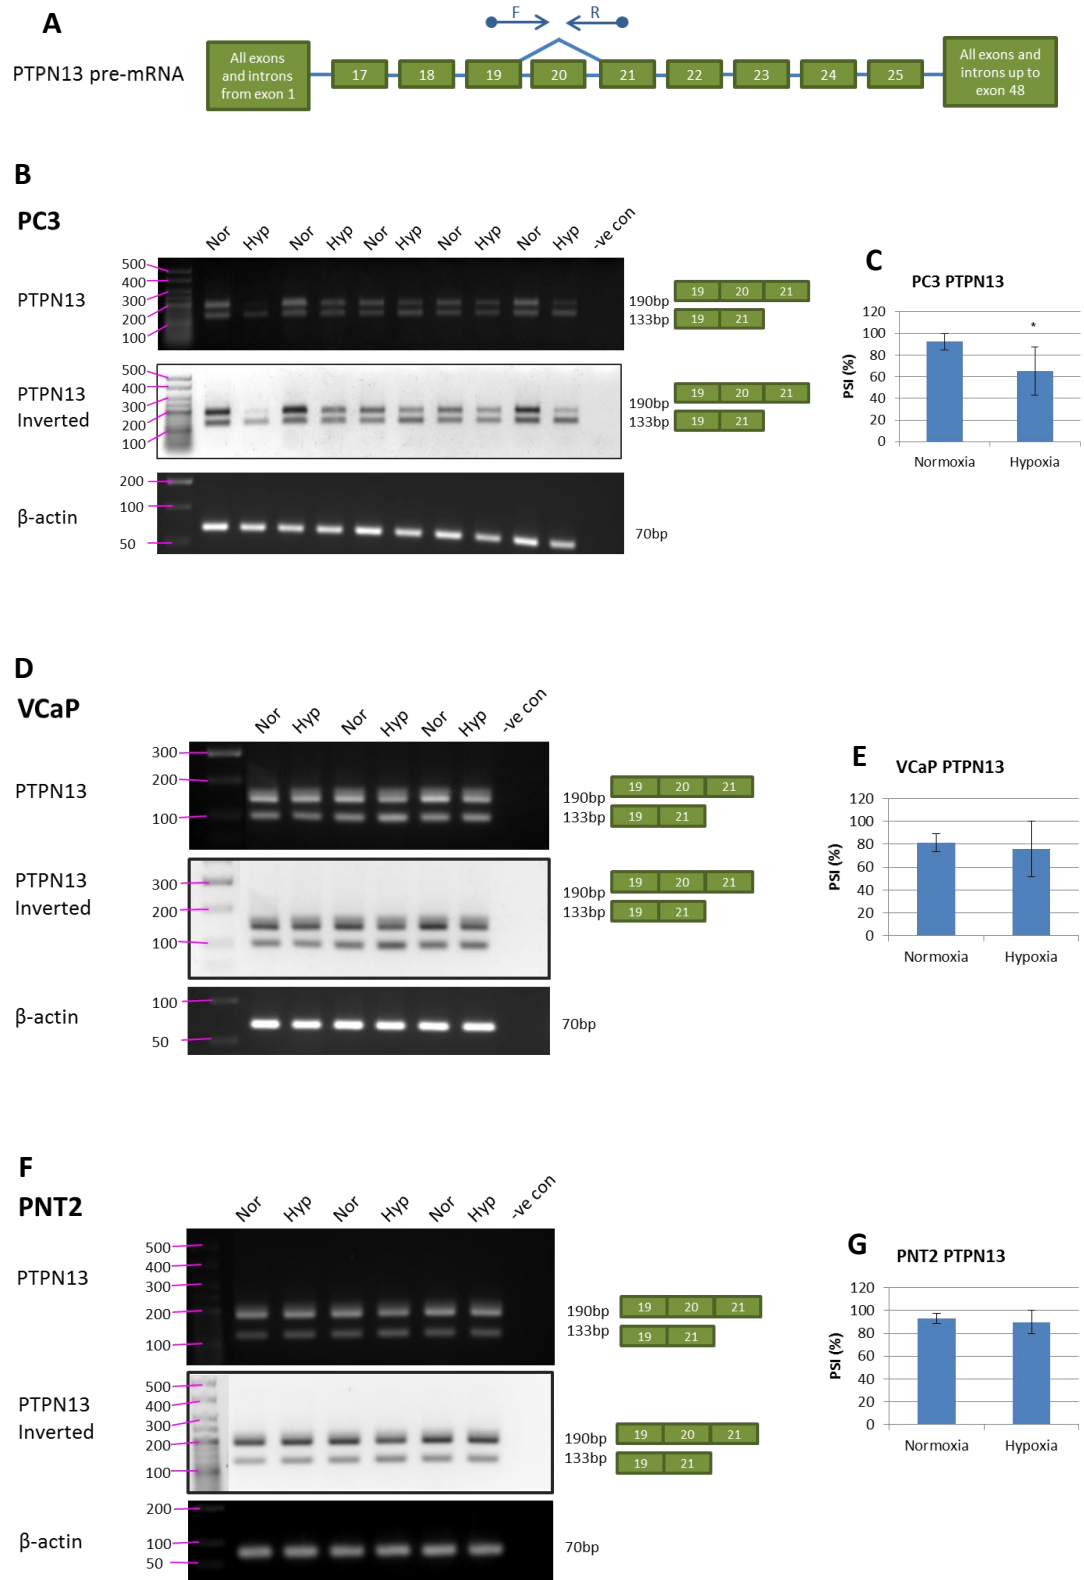 A
F R
PTPN13 pre-mRNA
All exons
and introns
from exon 1
17 18 19 20 21 22 23 24 25
All exons and
introns up to
exon 48
B
PC3
Nor Hyp Nor Hyp Nor Hyp Nor Hyp Nor Hyp -ve con
PTPN13
500
400
300
200
100
190bp 19 20 21
133bp 19 21
PTPN13
Inverted
500
400
300
200
100
190bp 19 20 21
133bp 19 21
β-actin
200
100
50
70bp
C
PC3 PTPN13
PSI (%)
120
100
80
60
40
20
0
*
Normoxia Hypoxia
D
VCaP
Nor Hyp Nor Hyp Nor Hyp -ve con
PTPN13
300
200
100
190bp 19 20 21
133bp 19 21
PTPN13
Inverted
300
200
100
190bp 19 20 21
133bp 19 21
β-actin
100
50
70bp
E
VCaP PTPN13
PSI (%)
120
100
80
60
40
20
0
Normoxia Hypoxia
F
PNT2
Nor Hyp Nor Hyp Nor Hyp -ve con
PTPN13
500
400
300
200
100
190bp 19 20 21
133bp 19 21
PTPN13
Inverted
500
400
300
200
100
190bp 19 20 21
133bp 19 21
β-actin
200
100
50
70bp
G
PNT2 PTPN13
PSI (%)
120
100
80
60
40
20
0
Normoxia Hypoxia